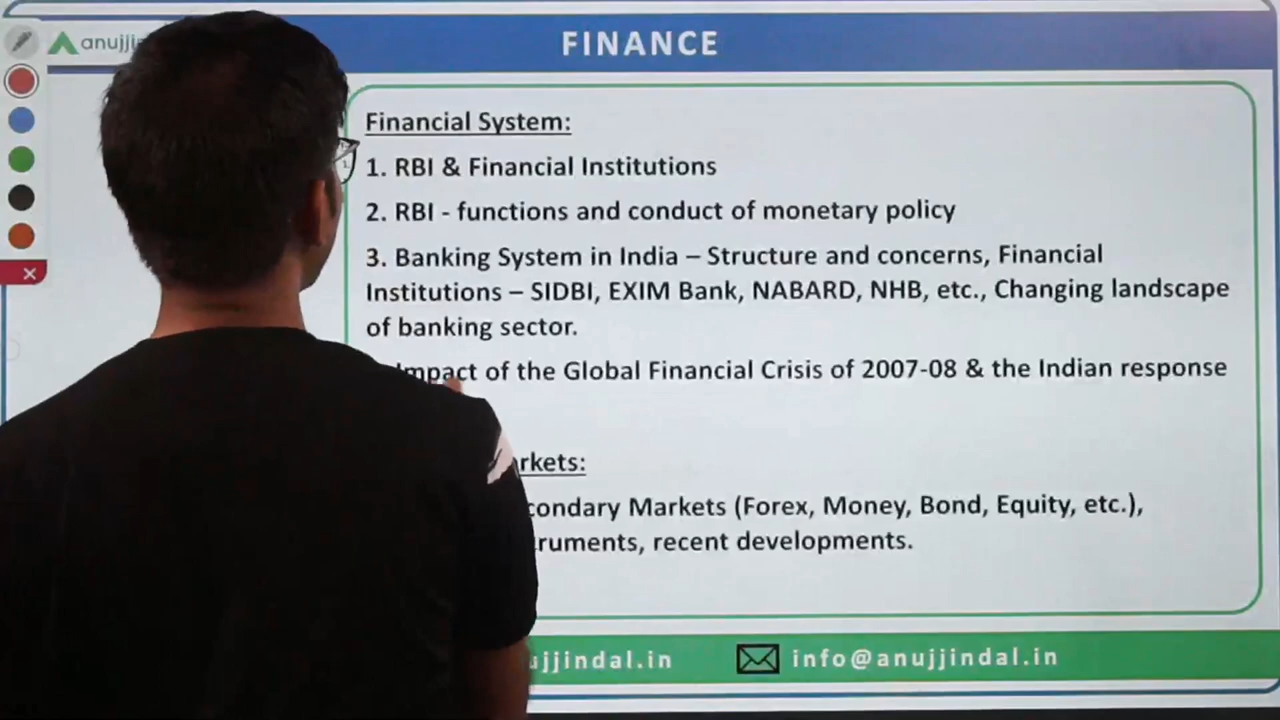 FINANCE
Financial System:
1. RBI & Financial Institutions
2. RBI - functions and conduct of monetary policy
3. Banking System in India – Structure and concerns, Financial
Institutions – SIDBI, EXIM Bank, NABARD, NHB, etc., Changing landscape
of banking sector.
Impact of the Global Financial Crisis of 2007-08 & the Indian response
rkets:
condary Markets (Forex, Money, Bond, Equity, etc.),
truments, recent developments.
ujjindal.in
info@anujjindal.in